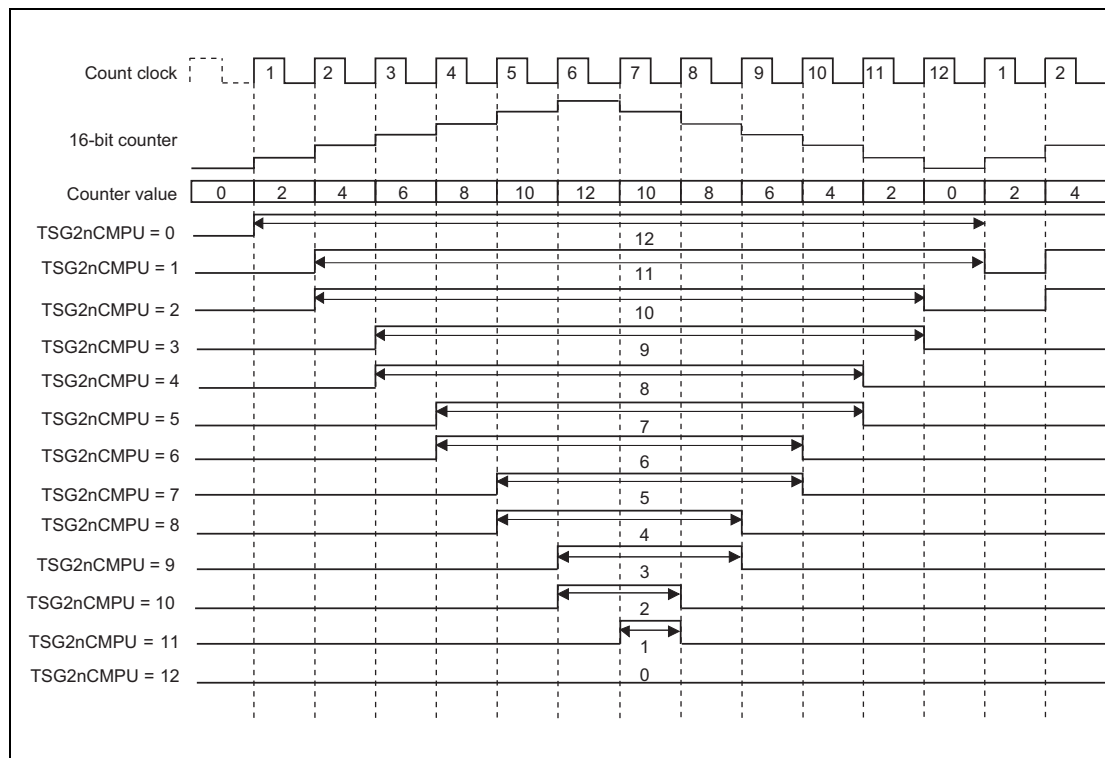 Count clock 1 2 3 4 5 6 7 8 9 10 11 12 1 2
16-bit counter
Counter value 0 2 4 6 8 10 12 10 8 6 4 2 0 2 4
TSG2nCMPU = 0
12
TSG2nCMPU = 1
11
TSG2nCMPU = 2
10
TSG2nCMPU = 3
9
TSG2nCMPU = 4
8
TSG2nCMPU = 5
7
TSG2nCMPU = 6
6
TSG2nCMPU = 7
5
TSG2nCMPU = 8
4
TSG2nCMPU = 9
3
TSG2nCMPU = 10
2
TSG2nCMPU = 11
1
TSG2nCMPU = 12
0